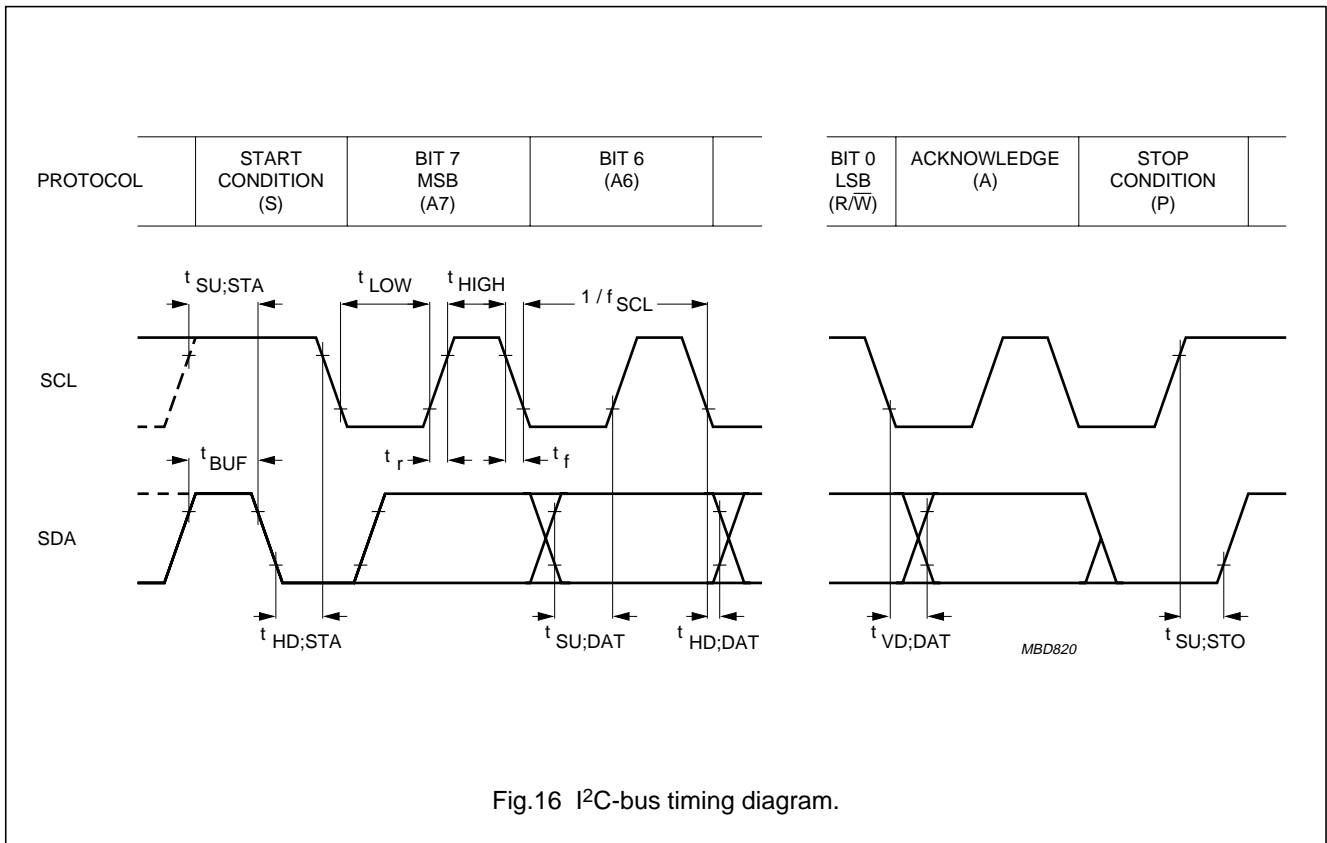 PROTOCOL
START
CONDITION
(S)
BIT 7
MSB
(A7)
BIT 6
(A6)
BIT 0
LSB
(R/W̅)
ACKNOWLEDGE
(A)
STOP
CONDITION
(P)
t SU;STA
t LOW
t HIGH
1 / f SCL
SCL
t BUF
t r
t f
SDA
t HD;STA
t SU;DAT
t HD;DAT
t VD;DAT
MBD820
t SU;STO
Fig.16 I²C-bus timing diagram.